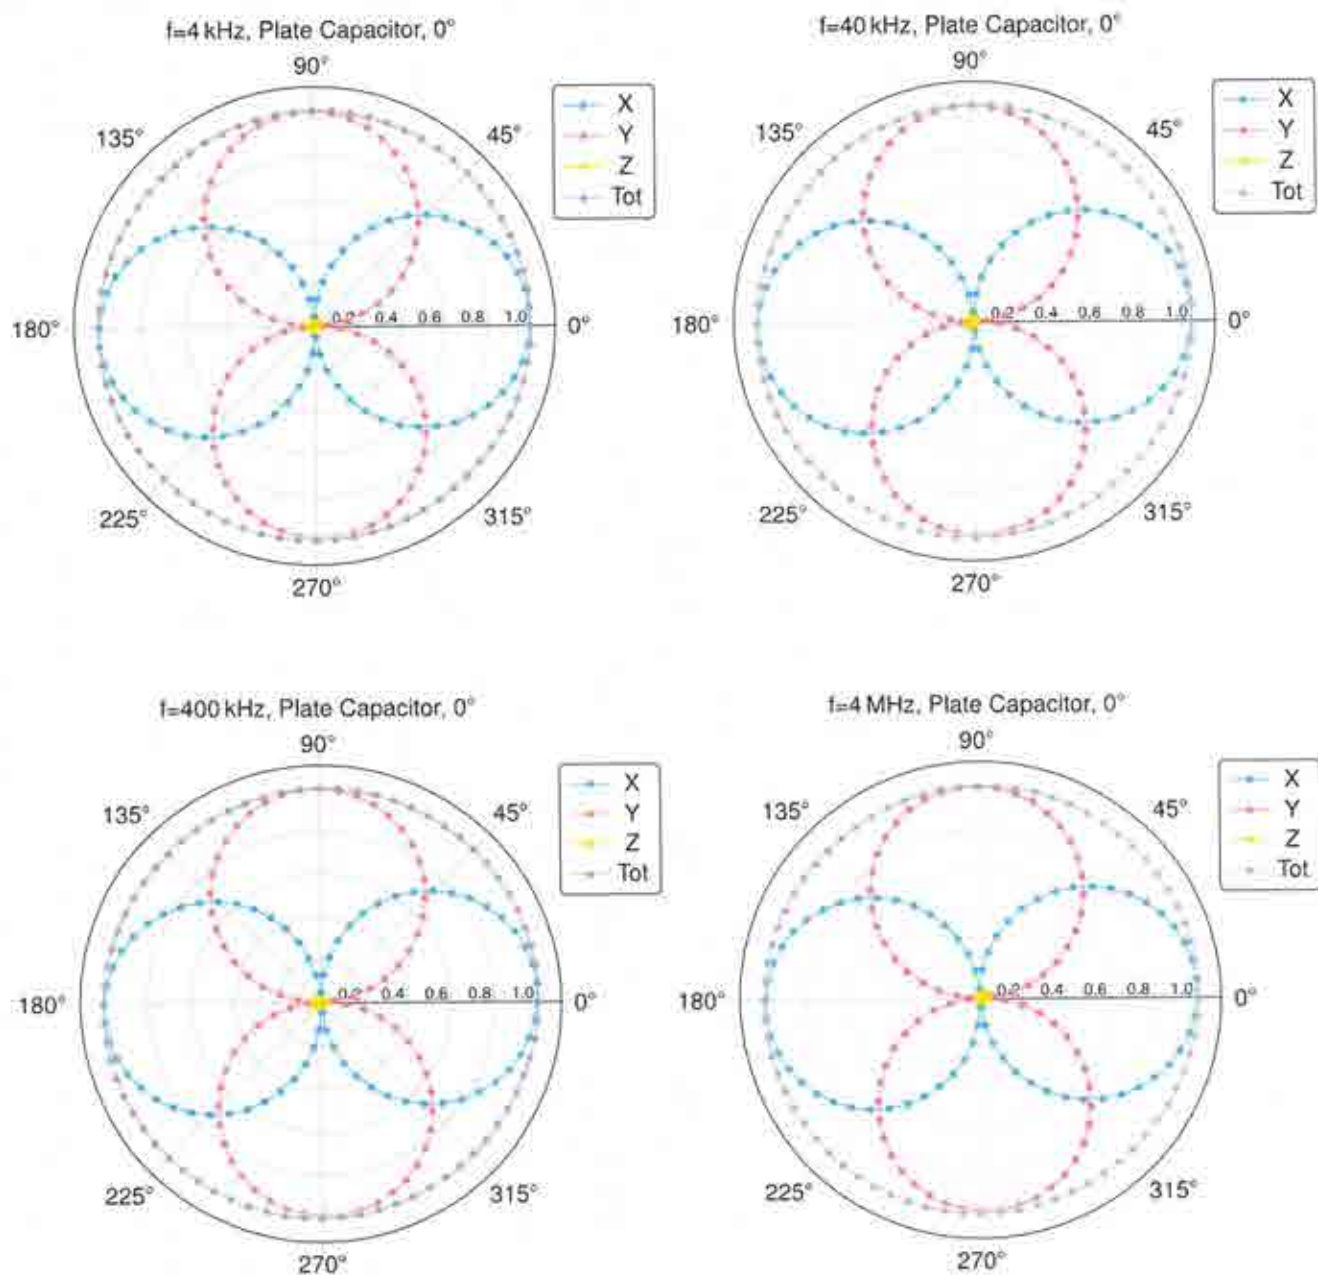 f=4 kHz, Plate Capacitor, 0°
90°
135°
45°
X
Y
Z
Tot
180°
0.2 0.4 0.6 0.8 1.0
0°
225°
315°
270°
f=40 kHz, Plate Capacitor, 0°
90°
135°
45°
X
Y
Z
Tot
180°
0.2 0.4 0.6 0.8 1.0
0°
225°
315°
270°
f=400 kHz, Plate Capacitor, 0°
90°
135°
45°
X
Y
Z
Tot
180°
0.2 0.4 0.6 0.8 1.0
0°
225°
315°
270°
f=4 MHz, Plate Capacitor, 0°
90°
135°
45°
X
Y
Z
Tot
180°
0.2 0.4 0.6 0.8 1.0
0°
225°
315°
270°